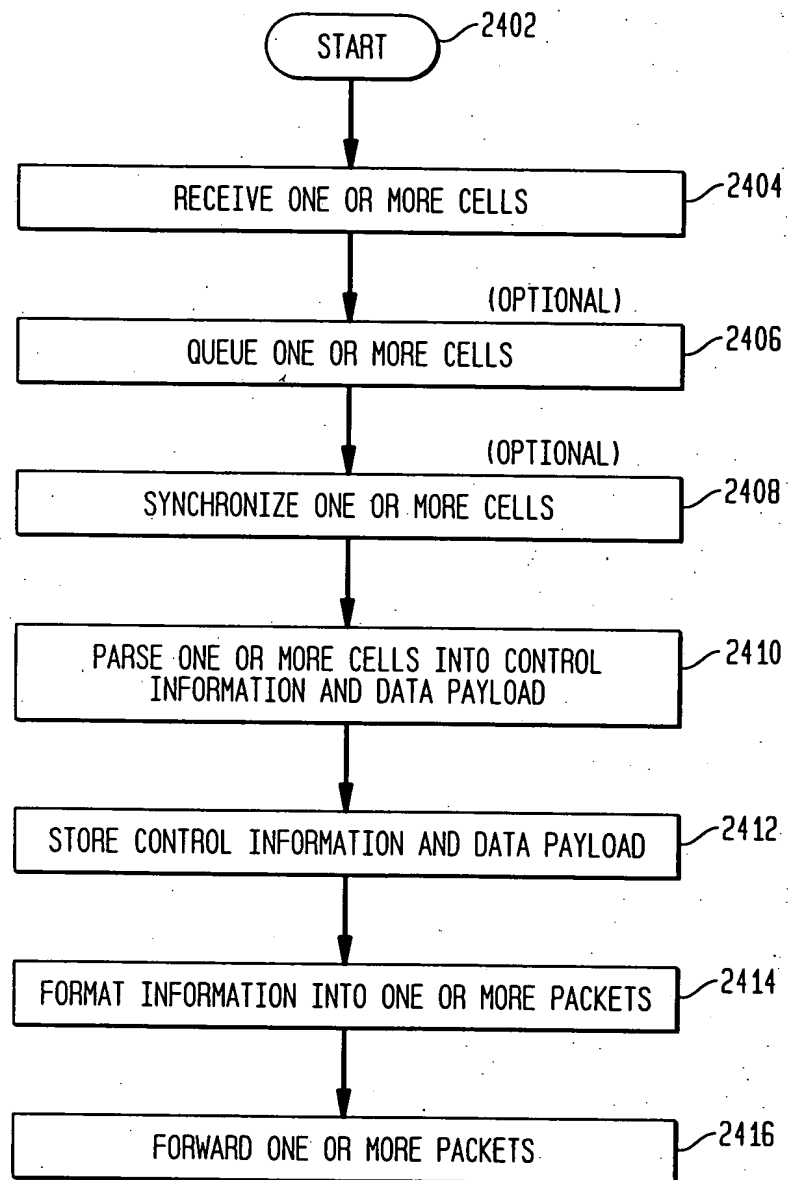 START
2402
RECEIVE ONE OR MORE CELLS
2404
(OPTIONAL)
QUEUE ONE OR MORE CELLS
2406
(OPTIONAL)
SYNCHRONIZE ONE OR MORE CELLS
2408
PARSE ONE OR MORE CELLS INTO CONTROL
INFORMATION AND DATA PAYLOAD
2410
STORE CONTROL INFORMATION AND DATA PAYLOAD
2412
FORMAT INFORMATION INTO ONE OR MORE PACKETS
2414
FORWARD ONE OR MORE PACKETS
2416